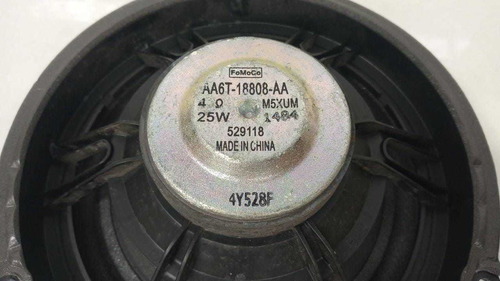 FoMoCo
AA6T-18808-AA
4 Ω M5XUM
25W 1484
529118
MADE IN CHINA
4Y528F